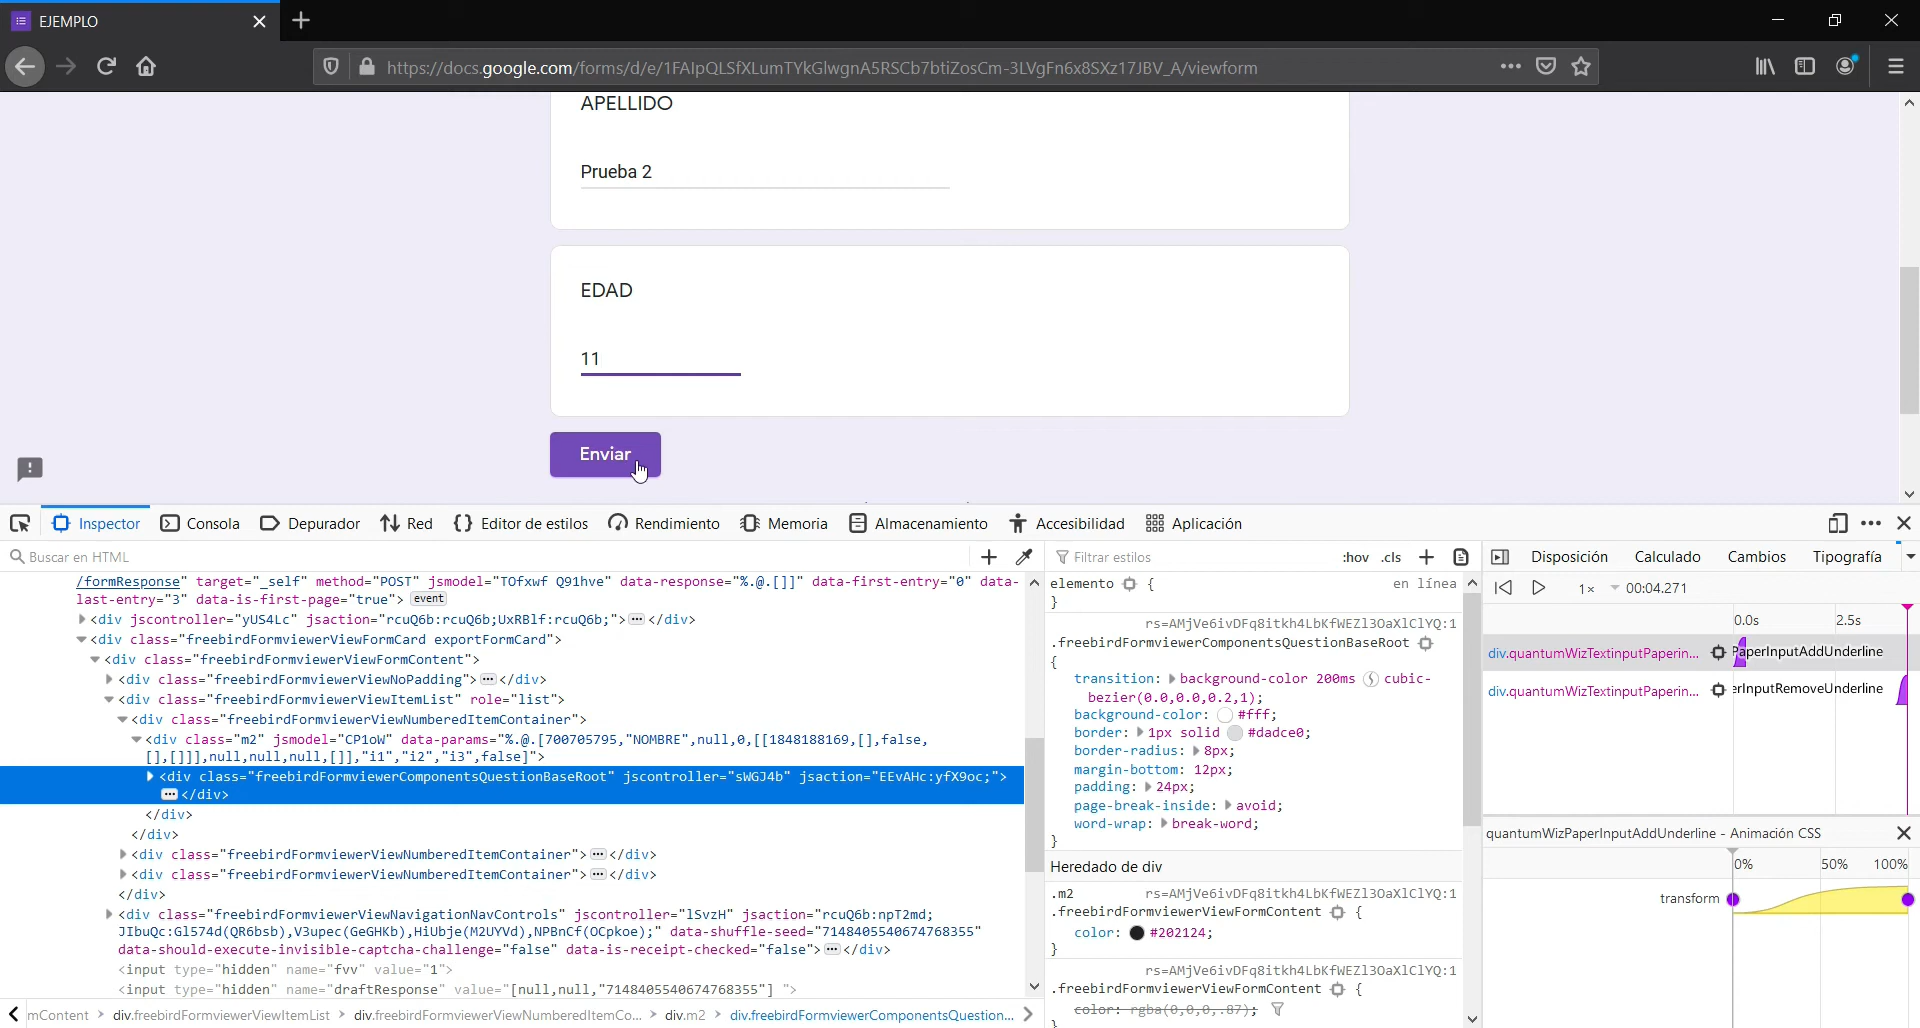 EJEMPLO
https://docs.google.com/forms/d/e/1FAIpQLSfXLumTYkGlwgnA5RSCb7btiZosCm-3LVgFn6x8SXz17JBV_A/viewform
APELLIDO
Prueba 2
EDAD
11
Enviar
Inspector Consola Depurador Red Editor de estilos Rendimiento Memoria Almacenamiento Accesibilidad Aplicación
Buscar en HTML
/formResponse" target="_self" method="POST" jsmodel="TOfxwf Q91hve" data-response="%.@.[]]" data-first-entry="0" data-
last-entry="3" data-is-first-page="true"> event
<div jscontroller="yUS4Lc" jsaction="rcuQ6b:rcuQ6b;UxRBlf:rcuQ6b;"> ... </div>
<div class="freebirdFormviewerViewFormCard exportFormCard">
<div class="freebirdFormviewerViewFormContent">
<div class="freebirdFormviewerViewNoPadding"> ... </div>
<div class="freebirdFormviewerViewItemList" role="list">
<div class="freebirdFormviewerViewNumberedItemContainer">
<div class="m2" jsmodel="CP1oW" data-params="%.@.[700705795,"NOMBRE",null,0,[[1848188169,[],false,
[],[]]],null,null,null,[]],"i1","i2","i3",false]">
<div class="freebirdFormviewerComponentsQuestionBaseRoot" jscontroller="sWGJ4b" jsaction="EEvAHc:yfX9oc;">
... </div>
</div>
</div>
<div class="freebirdFormviewerViewNumberedItemContainer"> ... </div>
<div class="freebirdFormviewerViewNumberedItemContainer"> ... </div>
</div>
<div class="freebirdFormviewerViewNavigationNavControls" jscontroller="lSvzH" jsaction="rcuQ6b:npT2md;
JIbuQc:Gl574d(QR6bsb),V3upec(GeGHKb),HiUbje(M2UYVd),NPBnCf(OCpkoe);" data-shuffle-seed="7148405540674768355"
data-should-execute-invisible-captcha-challenge="false" data-is-receipt-checked="false"> ... </div>
<input type="hidden" name="fvv" value="1">
<input type="hidden" name="draftResponse" value="[null,null,"7148405540674768355"] ">
mContent > div.freebirdFormviewerViewItemList > div.freebirdFormviewerViewNumberedItemCo... > div.m2 > div.freebirdFormviewerComponentsQuestion...
Filtrar estilos :hov .cls
elemento { en línea
}
rs=AMjVe6ivDFq8itkh4LbKfWEZl3OaXlClYQ:1
.freebirdFormviewerComponentsQuestionBaseRoot
{
transition: background-color 200ms cubic-
bezier(0.0,0.0,0.2,1);
background-color: #fff;
border: 1px solid #dadce0;
border-radius: 8px;
margin-bottom: 12px;
padding: 24px;
page-break-inside: avoid;
word-wrap: break-word;
}
Heredado de div
.m2 rs=AMjVe6ivDFq8itkh4LbKfWEZl3OaXlClYQ:1
.freebirdFormviewerViewFormContent {
color: #202124;
}
rs=AMjVe6ivDFq8itkh4LbKfWEZl3OaXlClYQ:1
.freebirdFormviewerViewFormContent {
color: rgba(0,0,0,.87);
}
Disposición Calculado Cambios Tipografía
1× 00:04.271
0.0s 2.5s
div.quantumWizTextinputPaperin... PaperInputAddUnderline
div.quantumWizTextinputPaperin... erInputRemoveUnderline
quantumWizPaperInputAddUnderline - Animación CSS
0% 50% 100%
transform